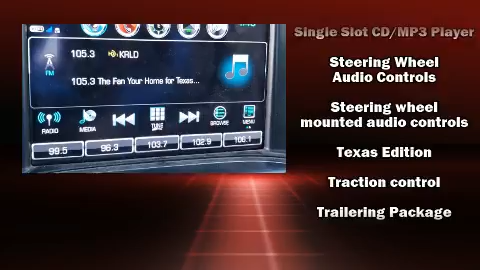 105.3 HD KRLD
FM
105.3 The Fan Your Home for Texas...
RADIO
MEDIA
TUNE
BROWSE
MENU
99.5
96.3
103.7
102.9
106.1
Single Slot CD/MP3 Player
Steering Wheel
Audio Controls
Steering wheel
mounted audio controls
Texas Edition
Traction control
Trailering Package